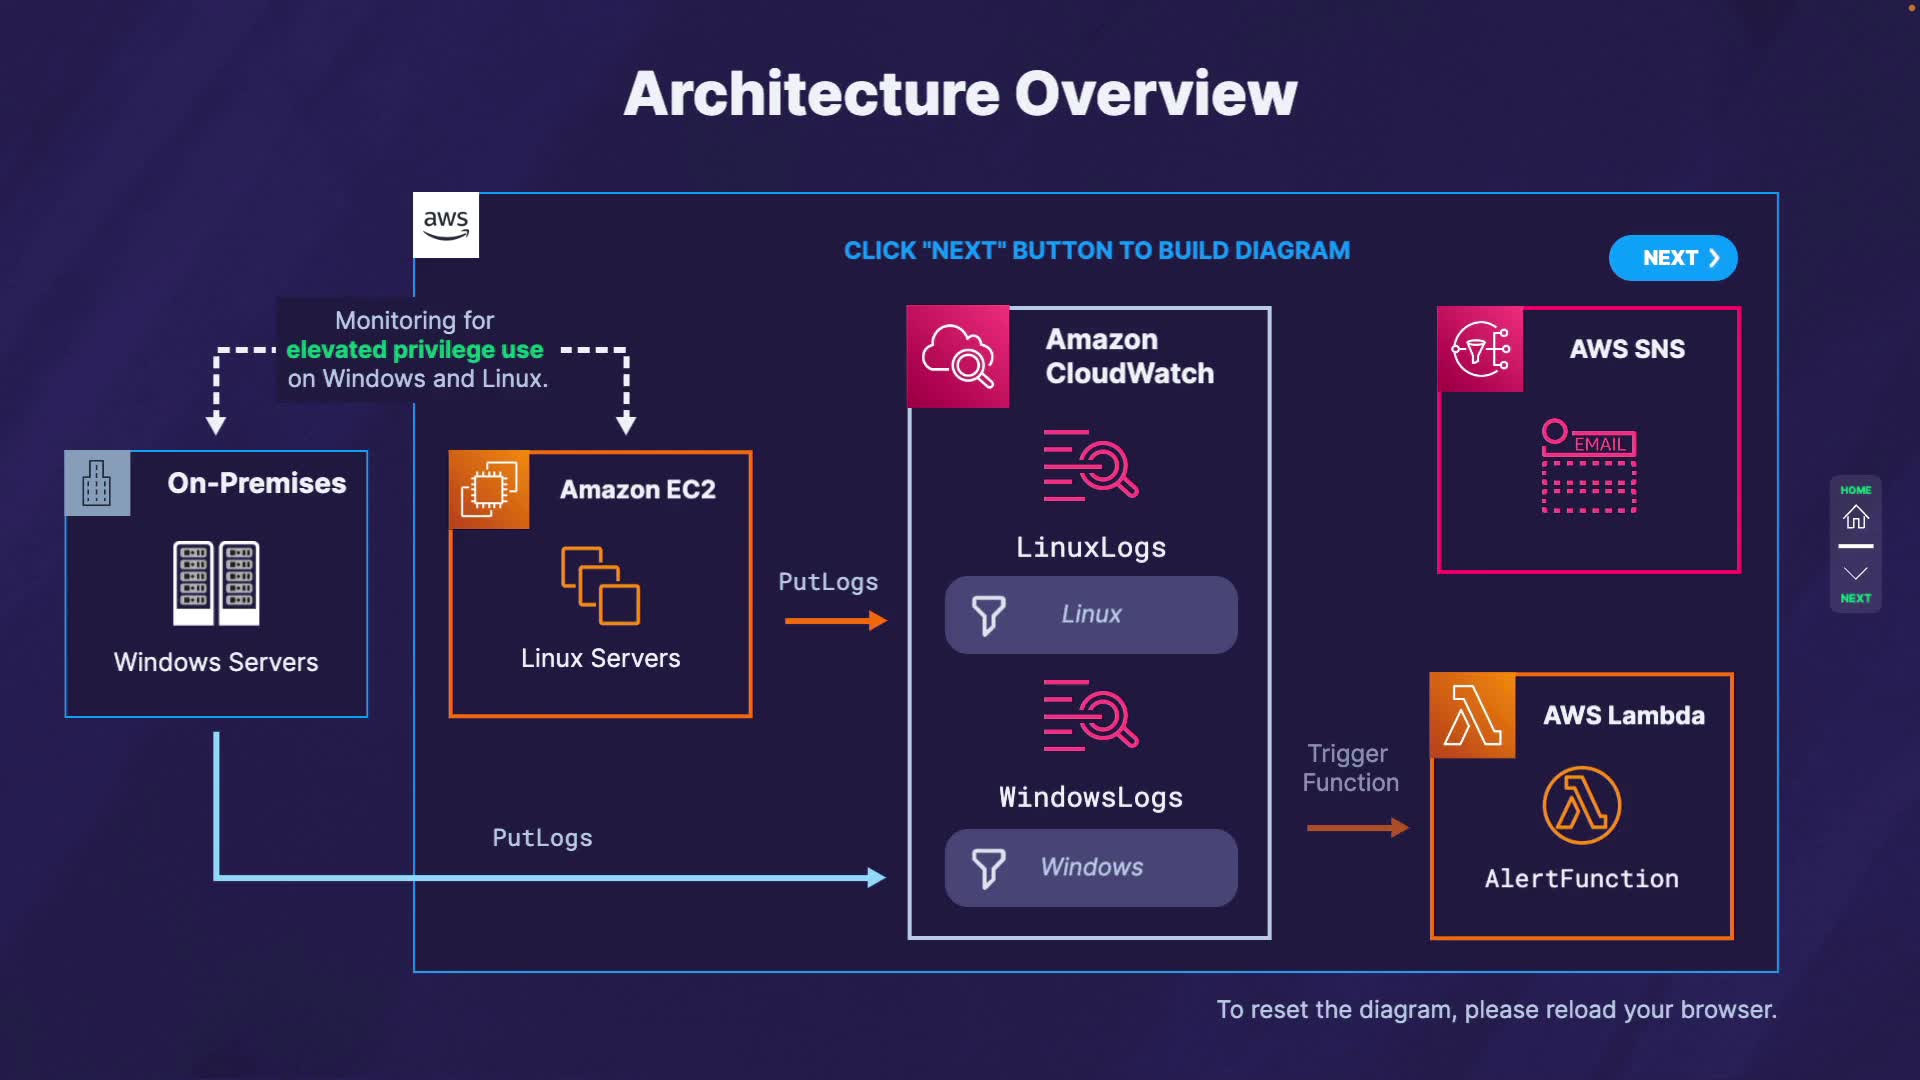 Architecture Overview
aws
CLICK "NEXT" BUTTON TO BUILD DIAGRAM
NEXT
Monitoring for
elevated privilege use
on Windows and Linux.
On-Premises
Windows Servers
Amazon EC2
Linux Servers
PutLogs
PutLogs
Amazon
CloudWatch
LinuxLogs
Linux
WindowsLogs
Windows
Trigger
Function
AWS SNS
EMAIL
AWS Lambda
AlertFunction
HOME
NEXT
To reset the diagram, please reload your browser.